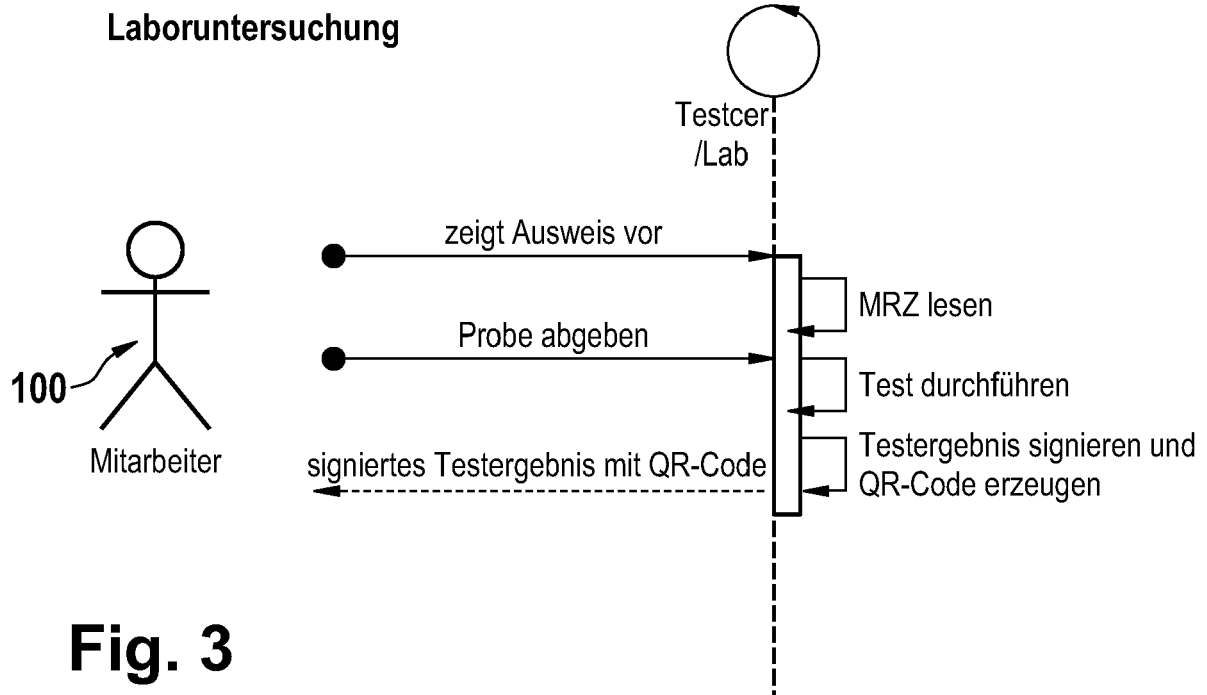 Laboruntersuchung
Testcer
/Lab
zeigt Ausweis vor
MRZ lesen
Probe abgeben
Test durchführen
100
Mitarbeiter
signiertes Testergebnis mit QR-Code
Testergebnis signieren und
QR-Code erzeugen
Fig. 3